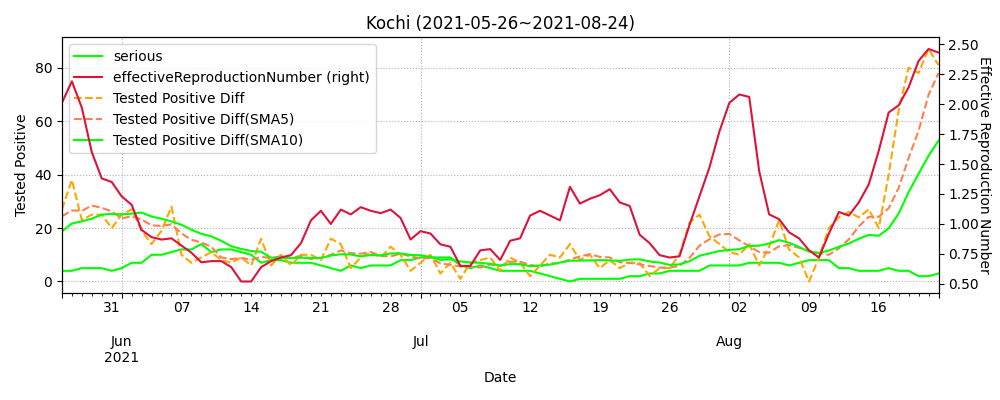 Kochi (2021-05-26~2021-08-24)
serious
effectiveReproductionNumber (right)
Tested Positive Diff
Tested Positive Diff(SMA5)
Tested Positive Diff(SMA10)
Tested Positive
80
60
40
20
0
2.50
2.25
2.00
1.75
1.50
1.25
1.00
0.75
0.50
Effective Reproduction Number
31 07 14 21 28 05 12 19 26 02 09 16
Jun Jul Aug
2021
Date